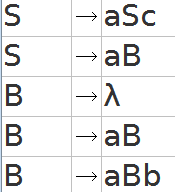 S → aSc
S → aB
B → λ
B → aB
B → aBb